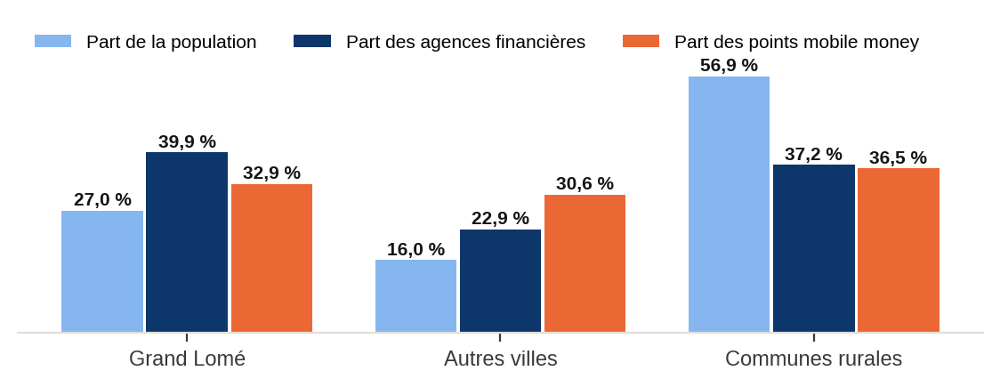 Part de la population Part des agences financières Part des points mobile money
27,0 % 39,9 % 32,9 % 16,0 % 22,9 % 30,6 % 56,9 % 37,2 % 36,5 %
Grand Lomé Autres villes Communes rurales